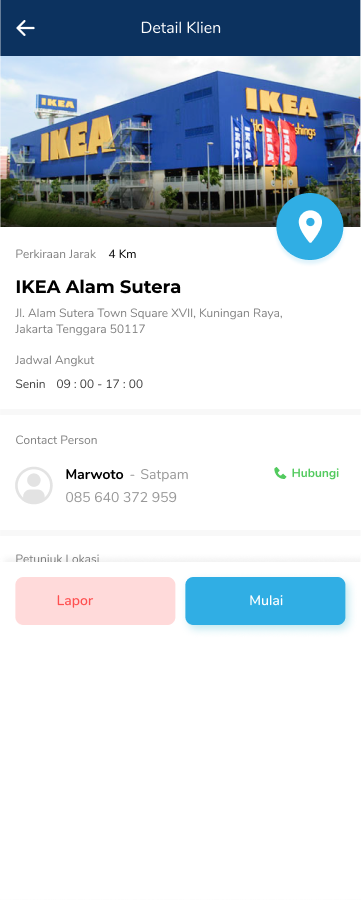 Detail Klien
IKEA
IKEA
IKEA
Perkiraan Jarak 4 Km
IKEA Alam Sutera
Jl. Alam Sutera Town Square XVII, Kuningan Raya,
Jakarta Tenggara 50117
Jadwal Angkut
Senin 09 : 00 - 17 : 00
Contact Person
Marwoto - Satpam
Hubungi
085 640 372 959
Petunjuk Lokasi
Lapor
Mulai